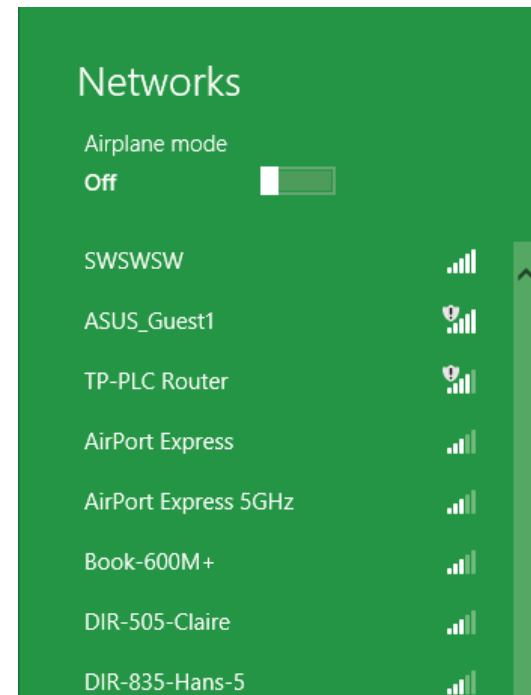 Networks
Airplane mode
Off
SWSWSW
ASUS_Guest1
TP-PLC Router
AirPort Express
AirPort Express 5GHz
Book-600M+
DIR-505-Claire
DIR-835-Hans-5